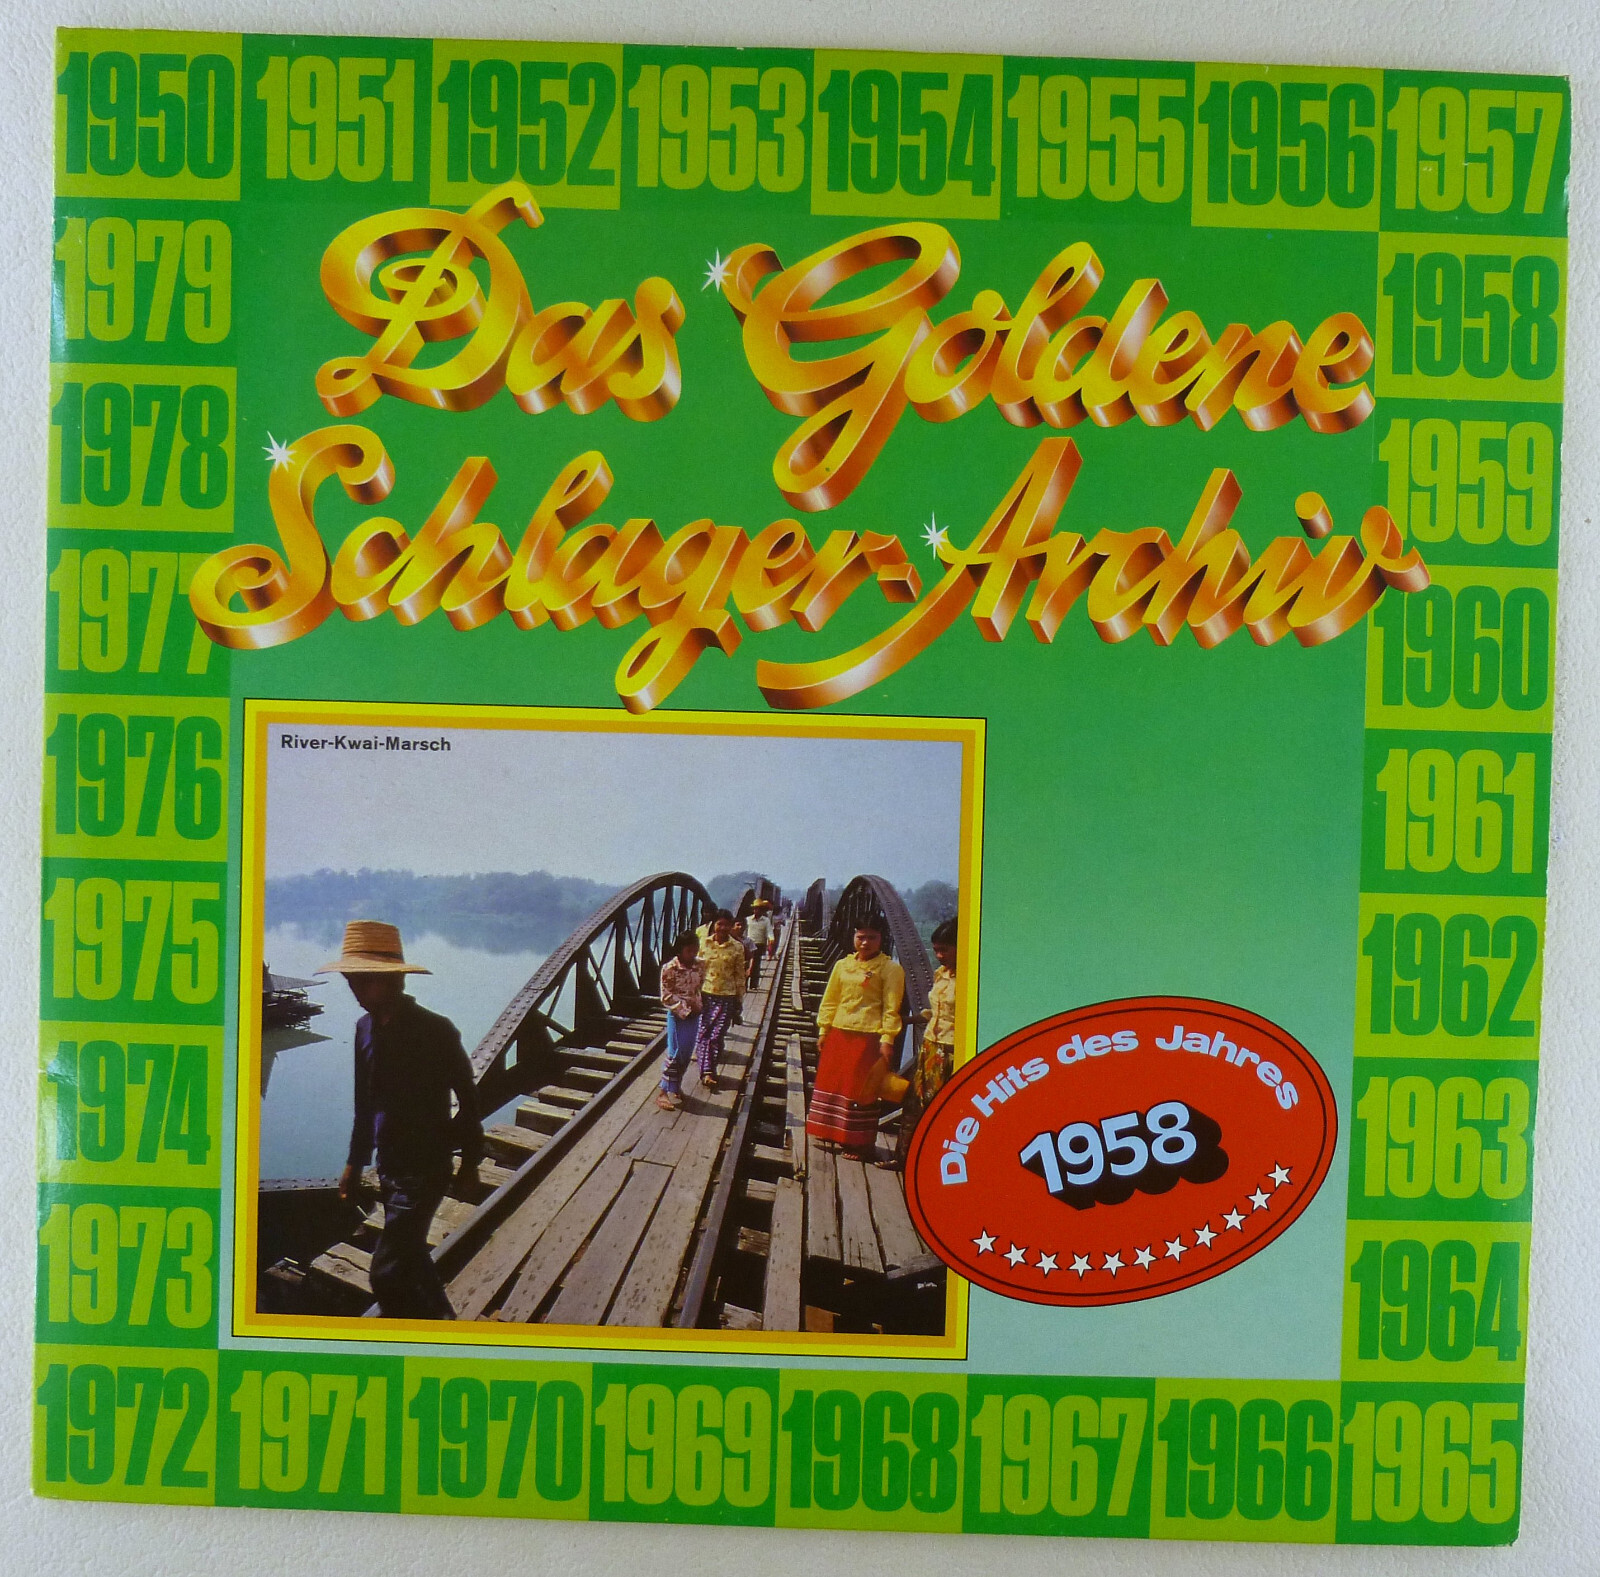 1950 1951 1952 1953 1954 1955 1956 1957
1979 1958
1978 1959
1977 1960
1976 1961
1975 1962
1974 1963
1973 1964
1972 1971 1970 1969 1968 1967 1966 1965
Das Goldene
Schlager-Archiv
River-Kwai-Marsch
Die Hits des Jahres
1958